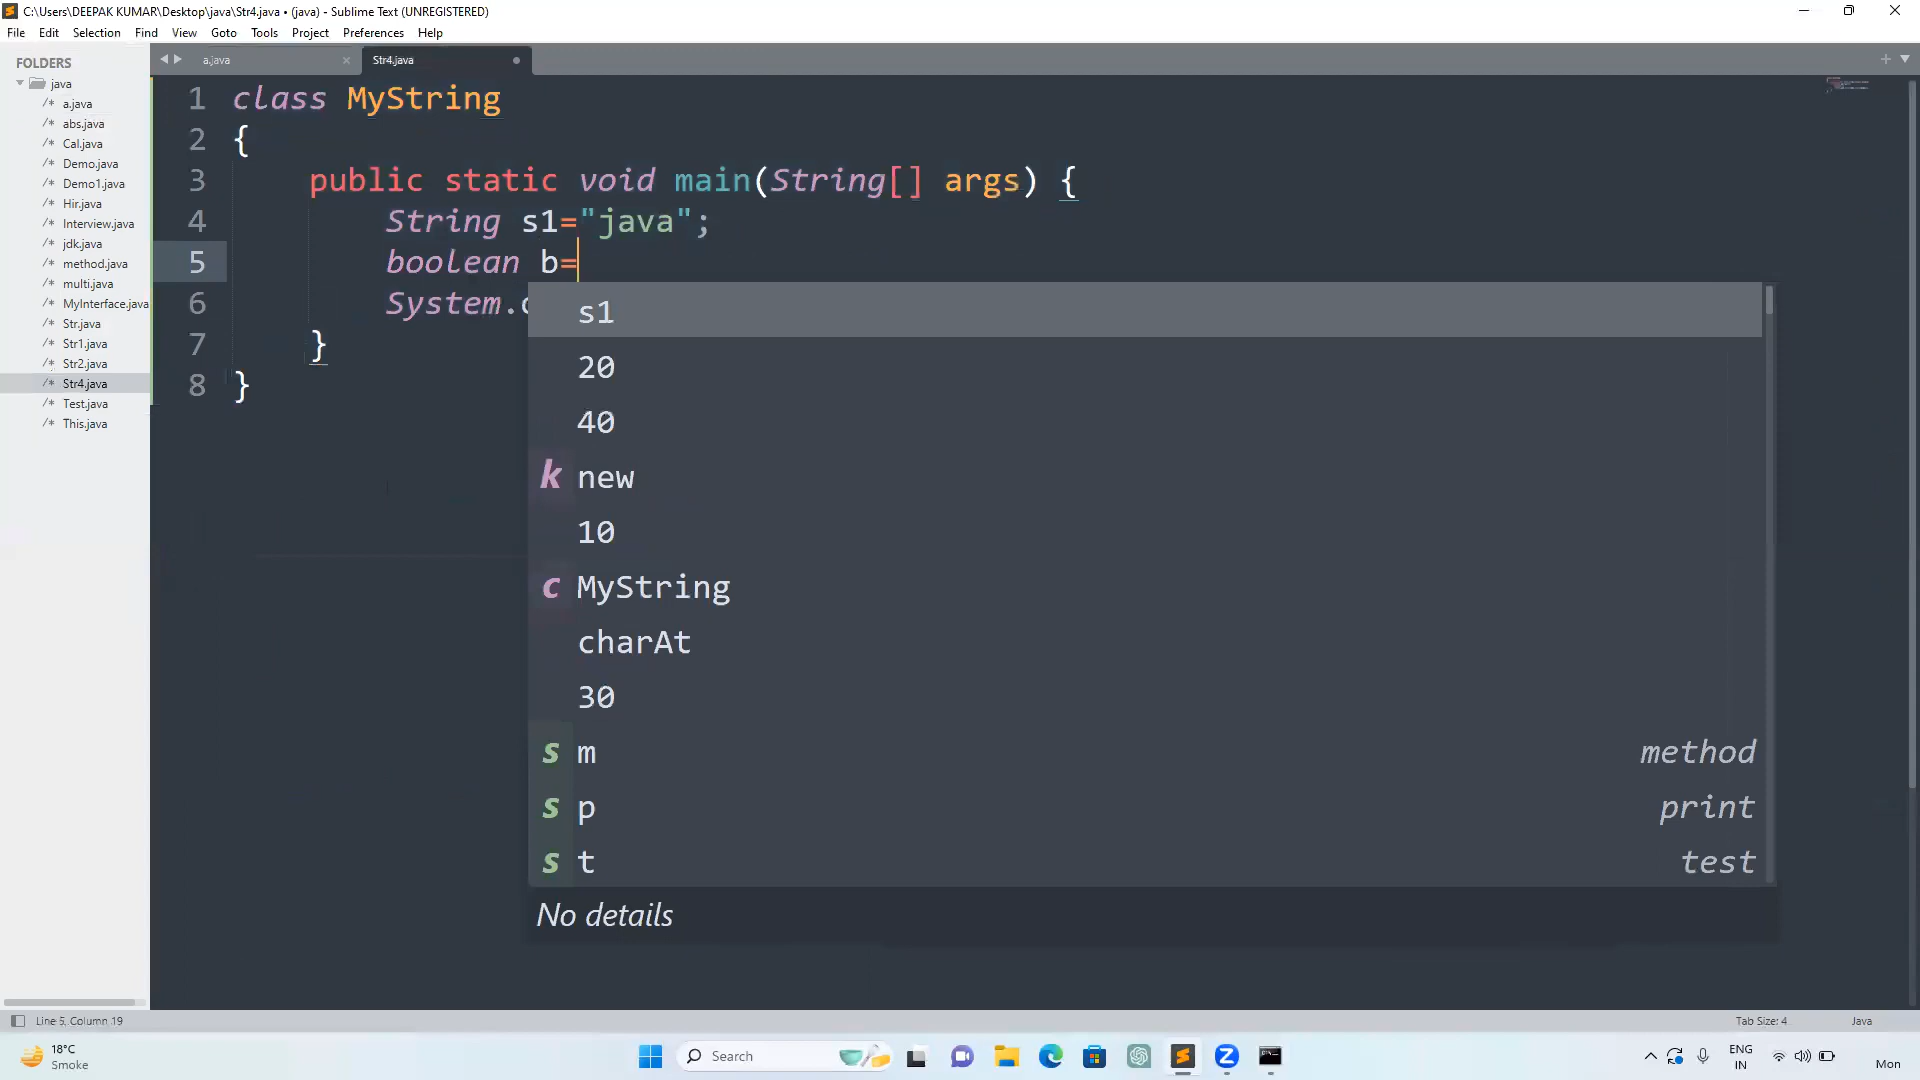 C:\Users\DEEPAK KUMAR\Desktop\java\Str4.java • (java) - Sublime Text (UNREGISTERED)
File Edit Selection Find View Goto Tools Project Preferences Help
FOLDERS
java
a.java
abs.java
Cal.java
Demo.java
Demo1.java
Hir.java
Interview.java
jdk.java
method.java
multi.java
MyInterface.java
Str.java
Str1.java
Str2.java
Str4.java
Test.java
This.java
a.java
Str4.java
1 class MyString
2 {
3 public static void main(String[] args) {
4 String s1="java";
5 boolean b=
6 System.
7 }
8 }
s1
20
40
k new
10
c MyString
charAt
30
s m method
s p print
s t test
No details
Line 5, Column 19
Tab Size: 4
Java
18°C
Smoke
Search
ENG
IN
Mon